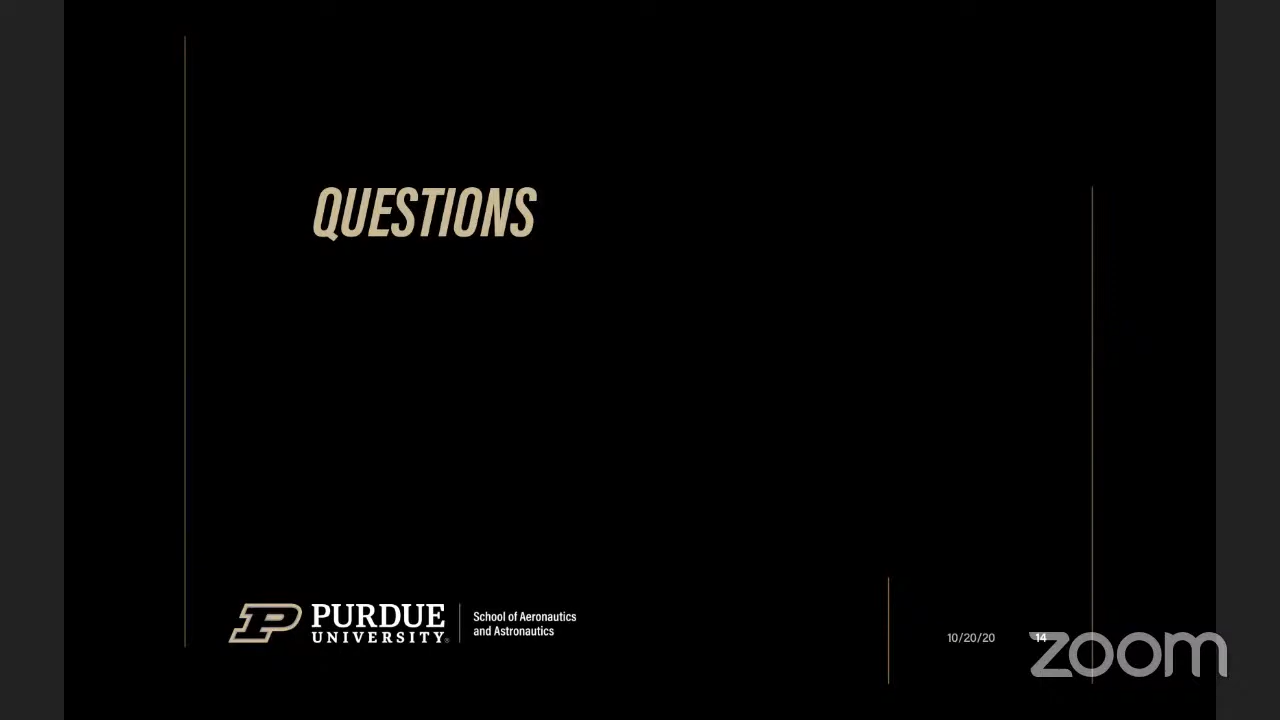 QUESTIONS
PURDUE
UNIVERSITY®
School of Aeronautics
and Astronautics
10/20/20
14
zoom